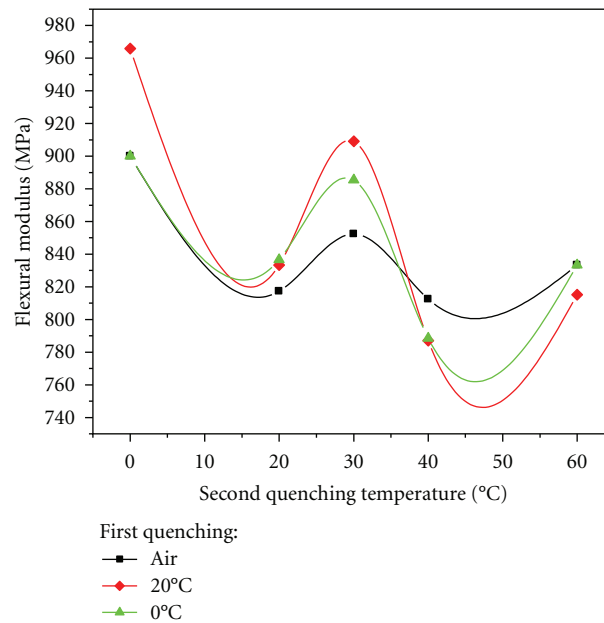 980
960
940
920
900
880
860
840
820
800
780
760
740
Flexural modulus (MPa)
0 10 20 30 40 50 60
Second quenching temperature (°C)
First quenching:
Air
20°C
0°C